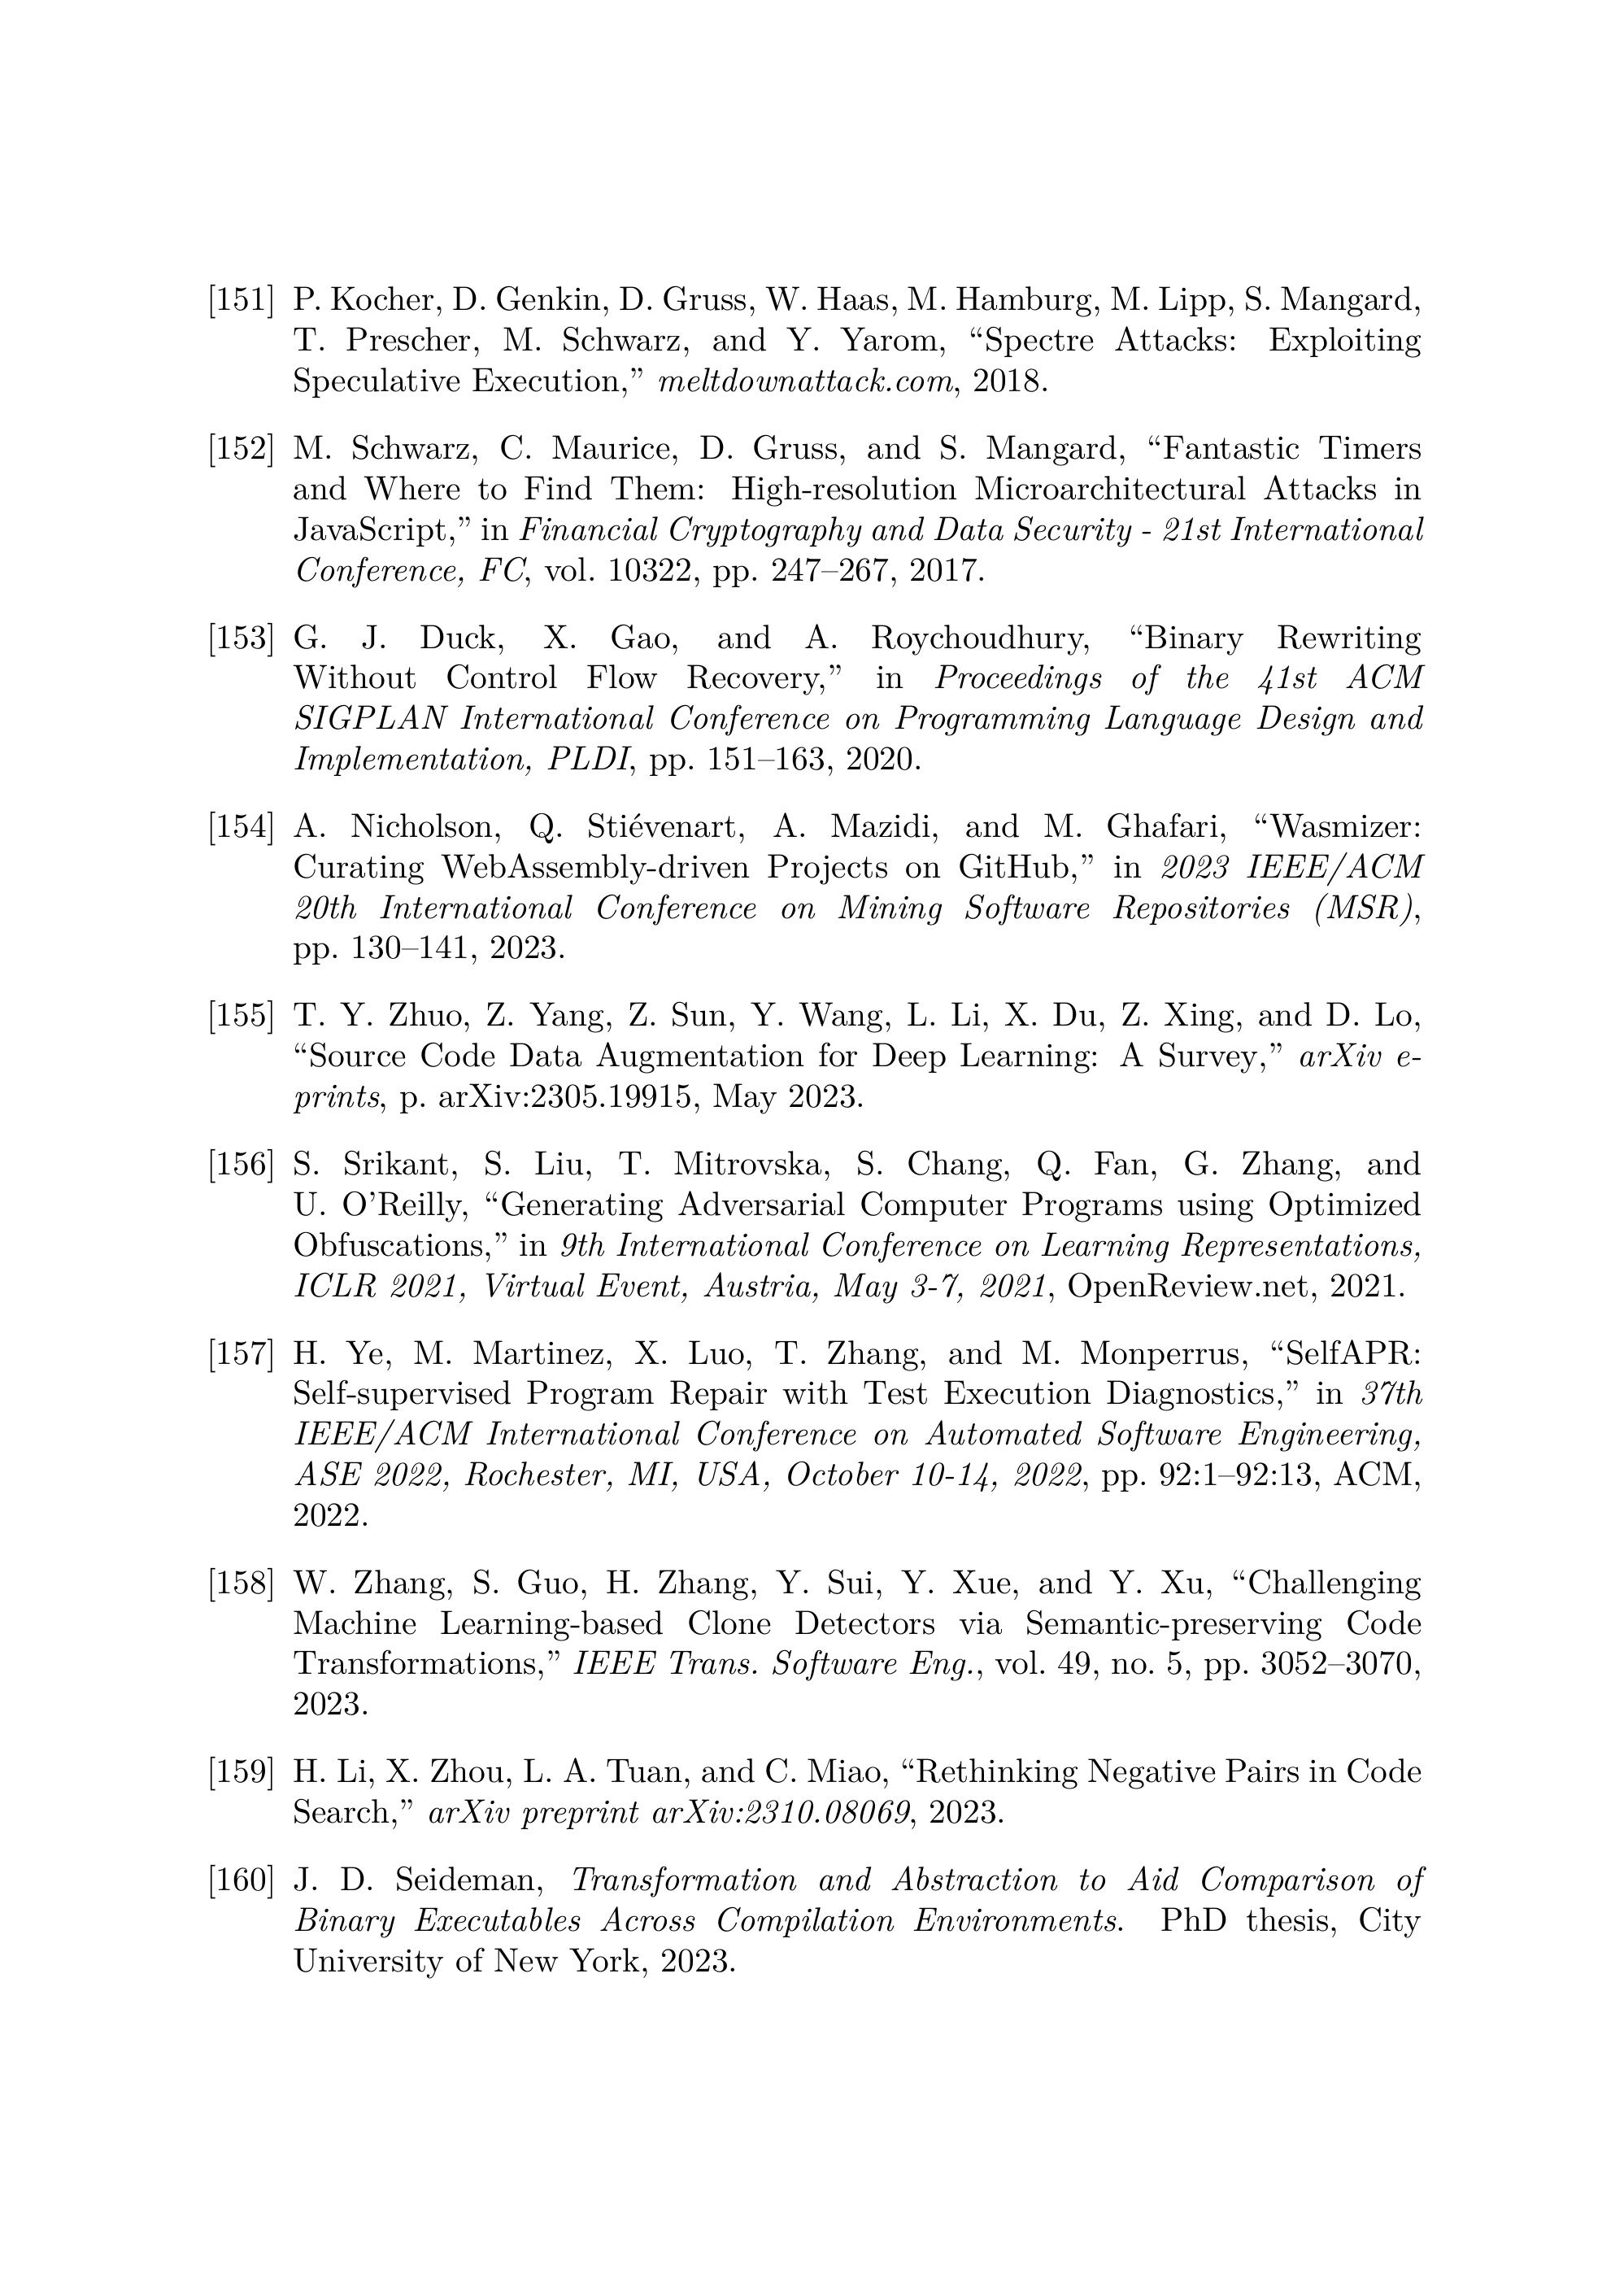 [151] P. Kocher, D. Genkin, D. Gruss, W. Haas, M. Hamburg, M. Lipp, S. Mangard,
T. Prescher, M. Schwarz, and Y. Yarom, “Spectre Attacks: Exploiting
Speculative Execution,” meltdownattack.com, 2018.
[152] M. Schwarz, C. Maurice, D. Gruss, and S. Mangard, “Fantastic Timers
and Where to Find Them: High-resolution Microarchitectural Attacks in
JavaScript,” in Financial Cryptography and Data Security - 21st International
Conference, FC, vol. 10322, pp. 247–267, 2017.
[153] G. J. Duck, X. Gao, and A. Roychoudhury, “Binary Rewriting
Without Control Flow Recovery,” in Proceedings of the 41st ACM
SIGPLAN International Conference on Programming Language Design and
Implementation, PLDI, pp. 151–163, 2020.
[154] A. Nicholson, Q. Stiévenart, A. Mazidi, and M. Ghafari, “Wasmizer:
Curating WebAssembly-driven Projects on GitHub,” in 2023 IEEE/ACM
20th International Conference on Mining Software Repositories (MSR),
pp. 130–141, 2023.
[155] T. Y. Zhuo, Z. Yang, Z. Sun, Y. Wang, L. Li, X. Du, Z. Xing, and D. Lo,
“Source Code Data Augmentation for Deep Learning: A Survey,” arXiv e-
prints, p. arXiv:2305.19915, May 2023.
[156] S. Srikant, S. Liu, T. Mitrovska, S. Chang, Q. Fan, G. Zhang, and
U. O’Reilly, “Generating Adversarial Computer Programs using Optimized
Obfuscations,” in 9th International Conference on Learning Representations,
ICLR 2021, Virtual Event, Austria, May 3-7, 2021, OpenReview.net, 2021.
[157] H. Ye, M. Martinez, X. Luo, T. Zhang, and M. Monperrus, “SelfAPR:
Self-supervised Program Repair with Test Execution Diagnostics,” in 37th
IEEE/ACM International Conference on Automated Software Engineering,
ASE 2022, Rochester, MI, USA, October 10-14, 2022, pp. 92:1–92:13, ACM,
2022.
[158] W. Zhang, S. Guo, H. Zhang, Y. Sui, Y. Xue, and Y. Xu, “Challenging
Machine Learning-based Clone Detectors via Semantic-preserving Code
Transformations,” IEEE Trans. Software Eng., vol. 49, no. 5, pp. 3052–3070,
2023.
[159] H. Li, X. Zhou, L. A. Tuan, and C. Miao, “Rethinking Negative Pairs in Code
Search,” arXiv preprint arXiv:2310.08069, 2023.
[160] J. D. Seideman, Transformation and Abstraction to Aid Comparison of
Binary Executables Across Compilation Environments. PhD thesis, City
University of New York, 2023.